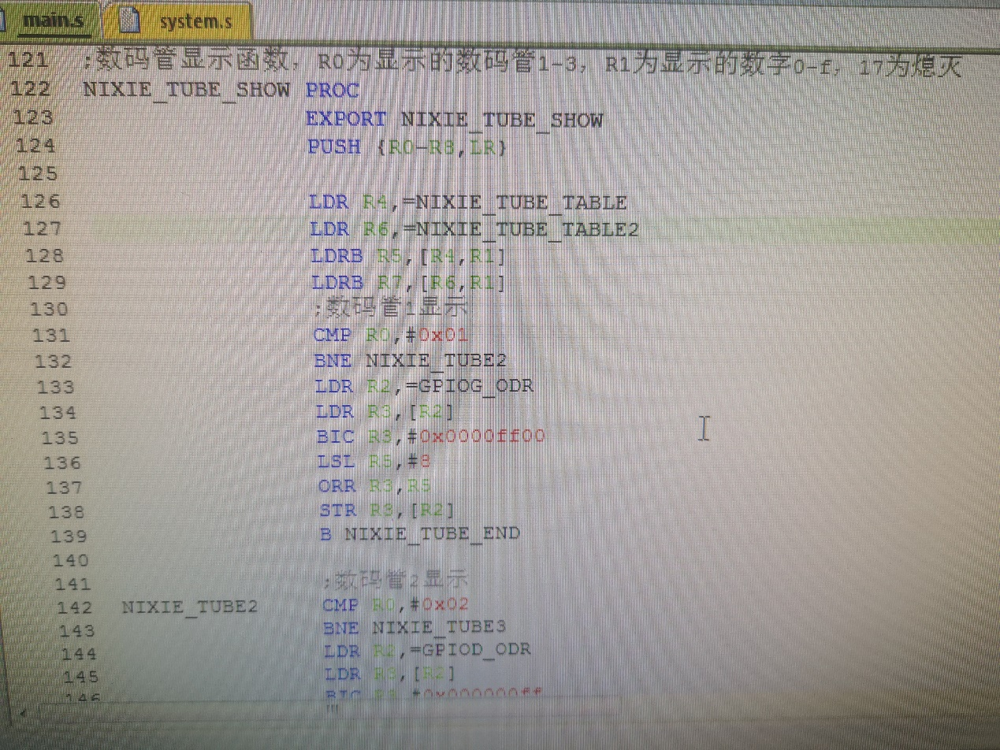 main.s system.s
121 ;数码管显示函数, R0为显示的数码管1-3, R1为显示的数字0-f, 17为熄灭
122 NIXIE_TUBE_SHOW PROC
123 EXPORT NIXIE_TUBE_SHOW
124 PUSH {R0-R8,LR}
125
126 LDR R4,=NIXIE_TUBE_TABLE
127 LDR R6,=NIXIE_TUBE_TABLE2
128 LDRB R5,[R4,R1]
129 LDRB R7,[R6,R1]
130 ;数码管1显示
131 CMP R0,#0x01
132 BNE NIXIE_TUBE2
133 LDR R2,=GPIOG_ODR
134 LDR R3,[R2]
135 BIC R3,#0x0000ff00
136 LSL R5,#8
137 ORR R3,R5
138 STR R3,[R2]
139 B NIXIE_TUBE_END
140
141 ;数码管2显示
142 NIXIE_TUBE2 CMP R0,#0x02
143 BNE NIXIE_TUBE3
144 LDR R2,=GPIOD_ODR
145 LDR R3,[R2]
146 BIC R3,#0x000000ff